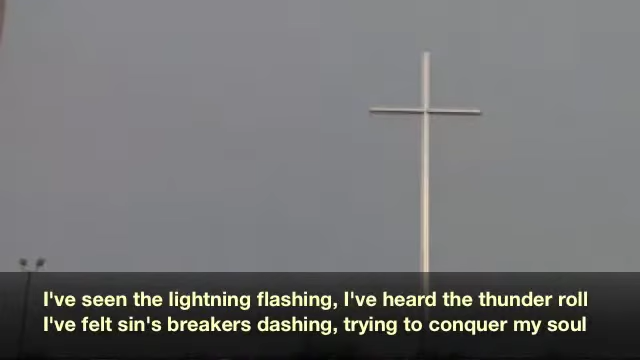 I've seen the lightning flashing, I've heard the thunder roll
I've felt sin's breakers dashing, trying to conquer my soul